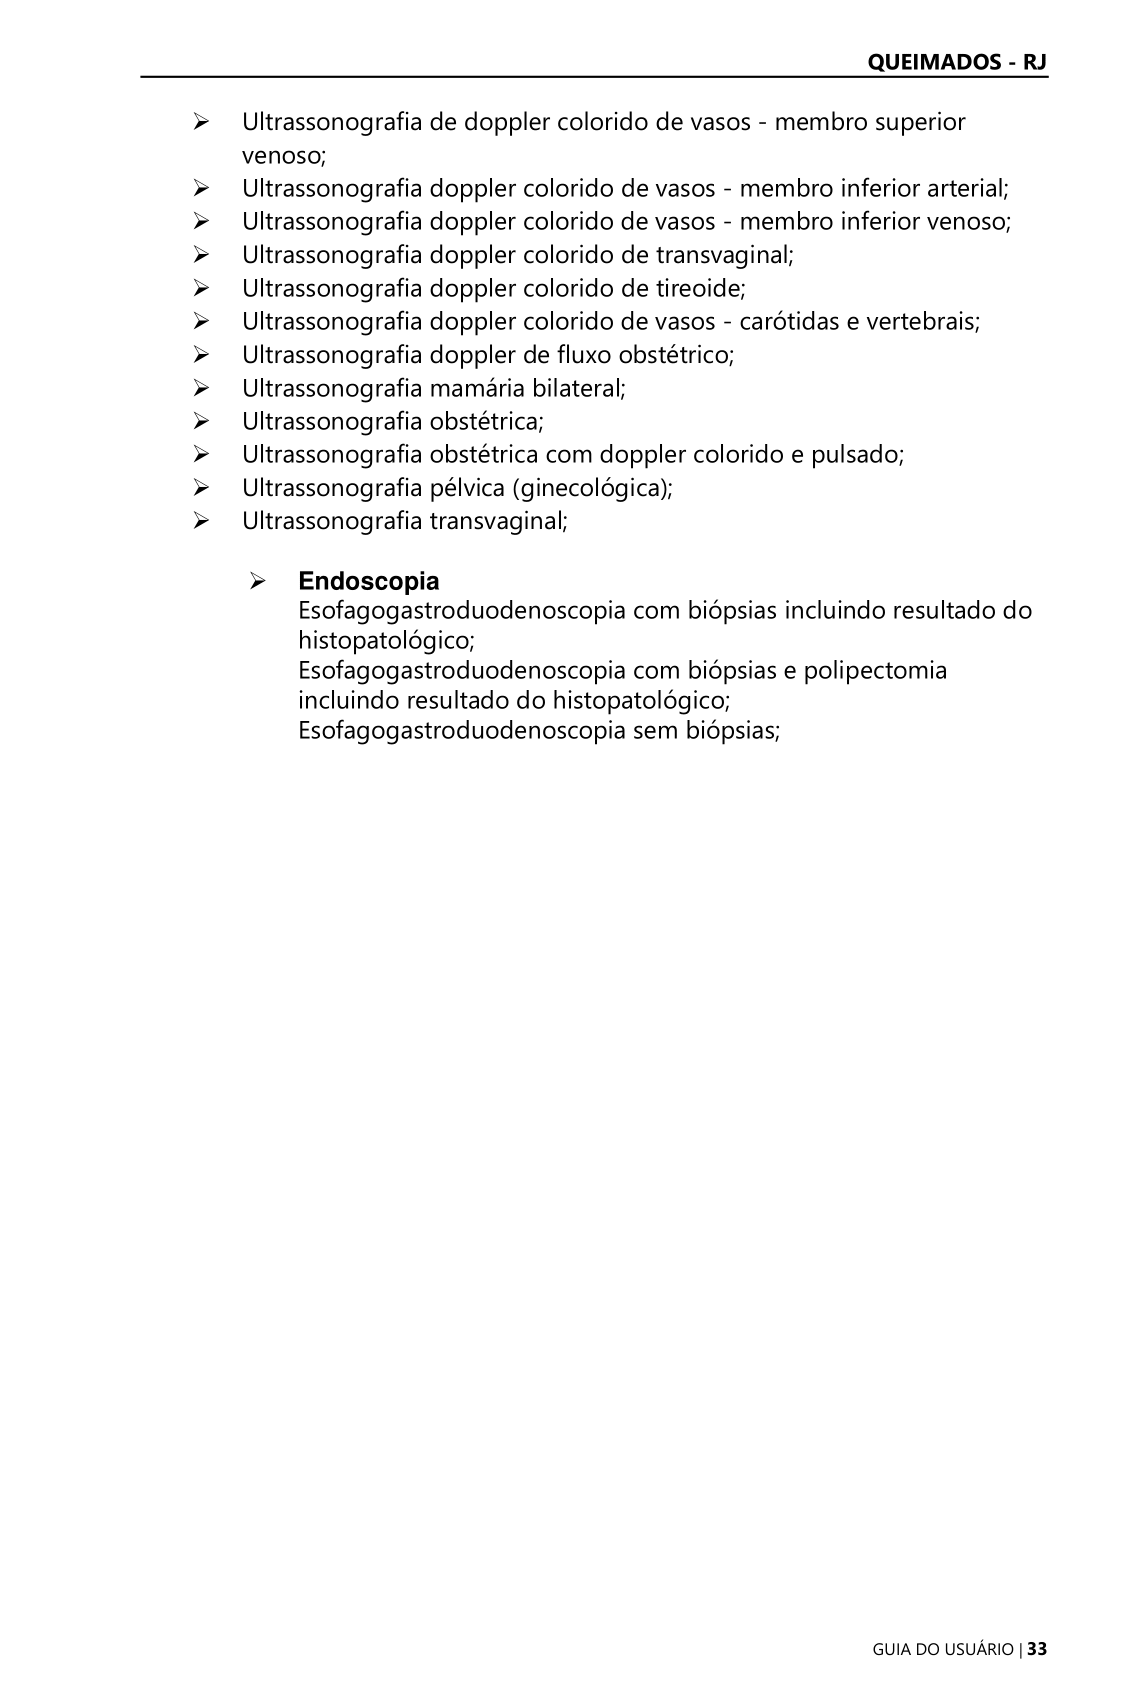 QUEIMADOS - RJ
➢ Ultrassonografia de doppler colorido de vasos - membro superior
venoso;
➢ Ultrassonografia doppler colorido de vasos - membro inferior arterial;
➢ Ultrassonografia doppler colorido de vasos - membro inferior venoso;
➢ Ultrassonografia doppler colorido de transvaginal;
➢ Ultrassonografia doppler colorido de tireoide;
➢ Ultrassonografia doppler colorido de vasos - carótidas e vertebrais;
➢ Ultrassonografia doppler de fluxo obstétrico;
➢ Ultrassonografia mamária bilateral;
➢ Ultrassonografia obstétrica;
➢ Ultrassonografia obstétrica com doppler colorido e pulsado;
➢ Ultrassonografia pélvica (ginecológica);
➢ Ultrassonografia transvaginal;
➢ Endoscopia
Esofagogastroduodenoscopia com biópsias incluindo resultado do
histopatológico;
Esofagogastroduodenoscopia com biópsias e polipectomia
incluindo resultado do histopatológico;
Esofagogastroduodenoscopia sem biópsias;
GUIA DO USUÁRIO | 33